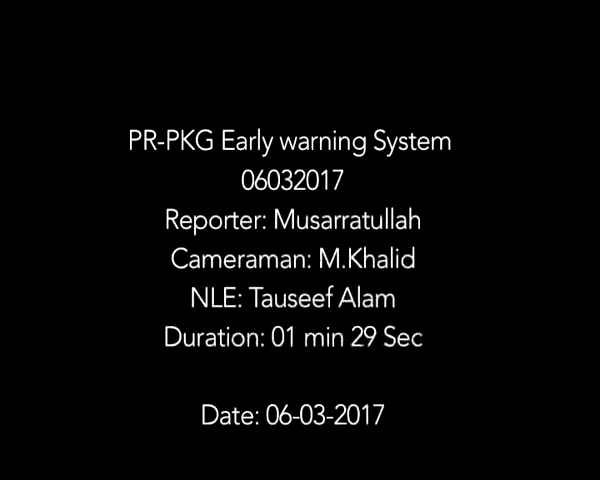 PR-PKG Early warning System
06032017
Reporter: Musarratullah
Cameraman: M.Khalid
NLE: Tauseef Alam
Duration: 01 min 29 Sec
Date: 06-03-2017